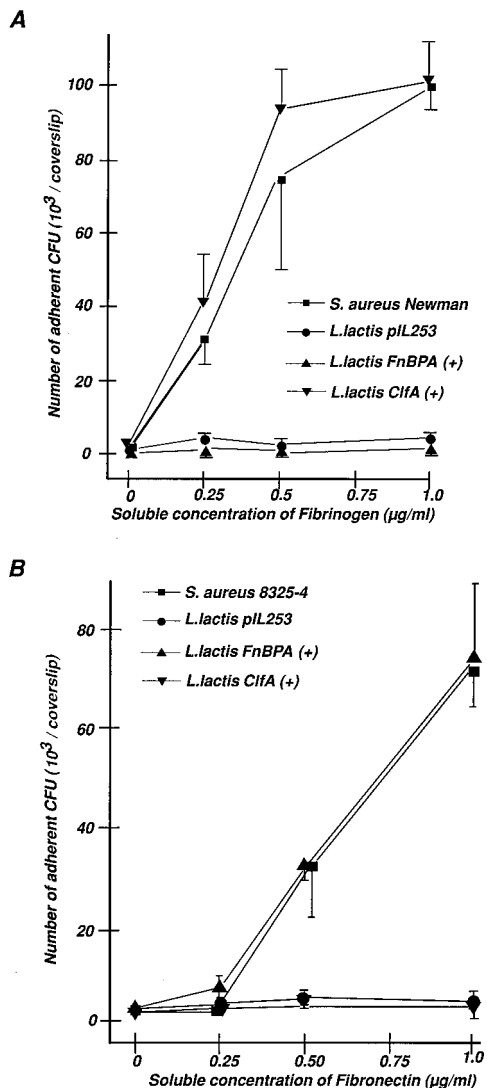 A
Number of adherent CFU (10³ / coverslip)
100
80
60
40
20
0
S. aureus Newman
L.lactis pIL253
L.lactis FnBPA (+)
L.lactis ClfA (+)
0 0.25 0.5 0.75 1.0
Soluble concentration of Fibrinogen (µg/ml)
B
Number of adherent CFU (10³ / coverslip)
80
60
40
20
0
S. aureus 8325-4
L.lactis pIL253
L.lactis FnBPA (+)
L.lactis ClfA (+)
0 0.25 0.50 0.75 1.0
Soluble concentration of Fibronectin (µg/ml)